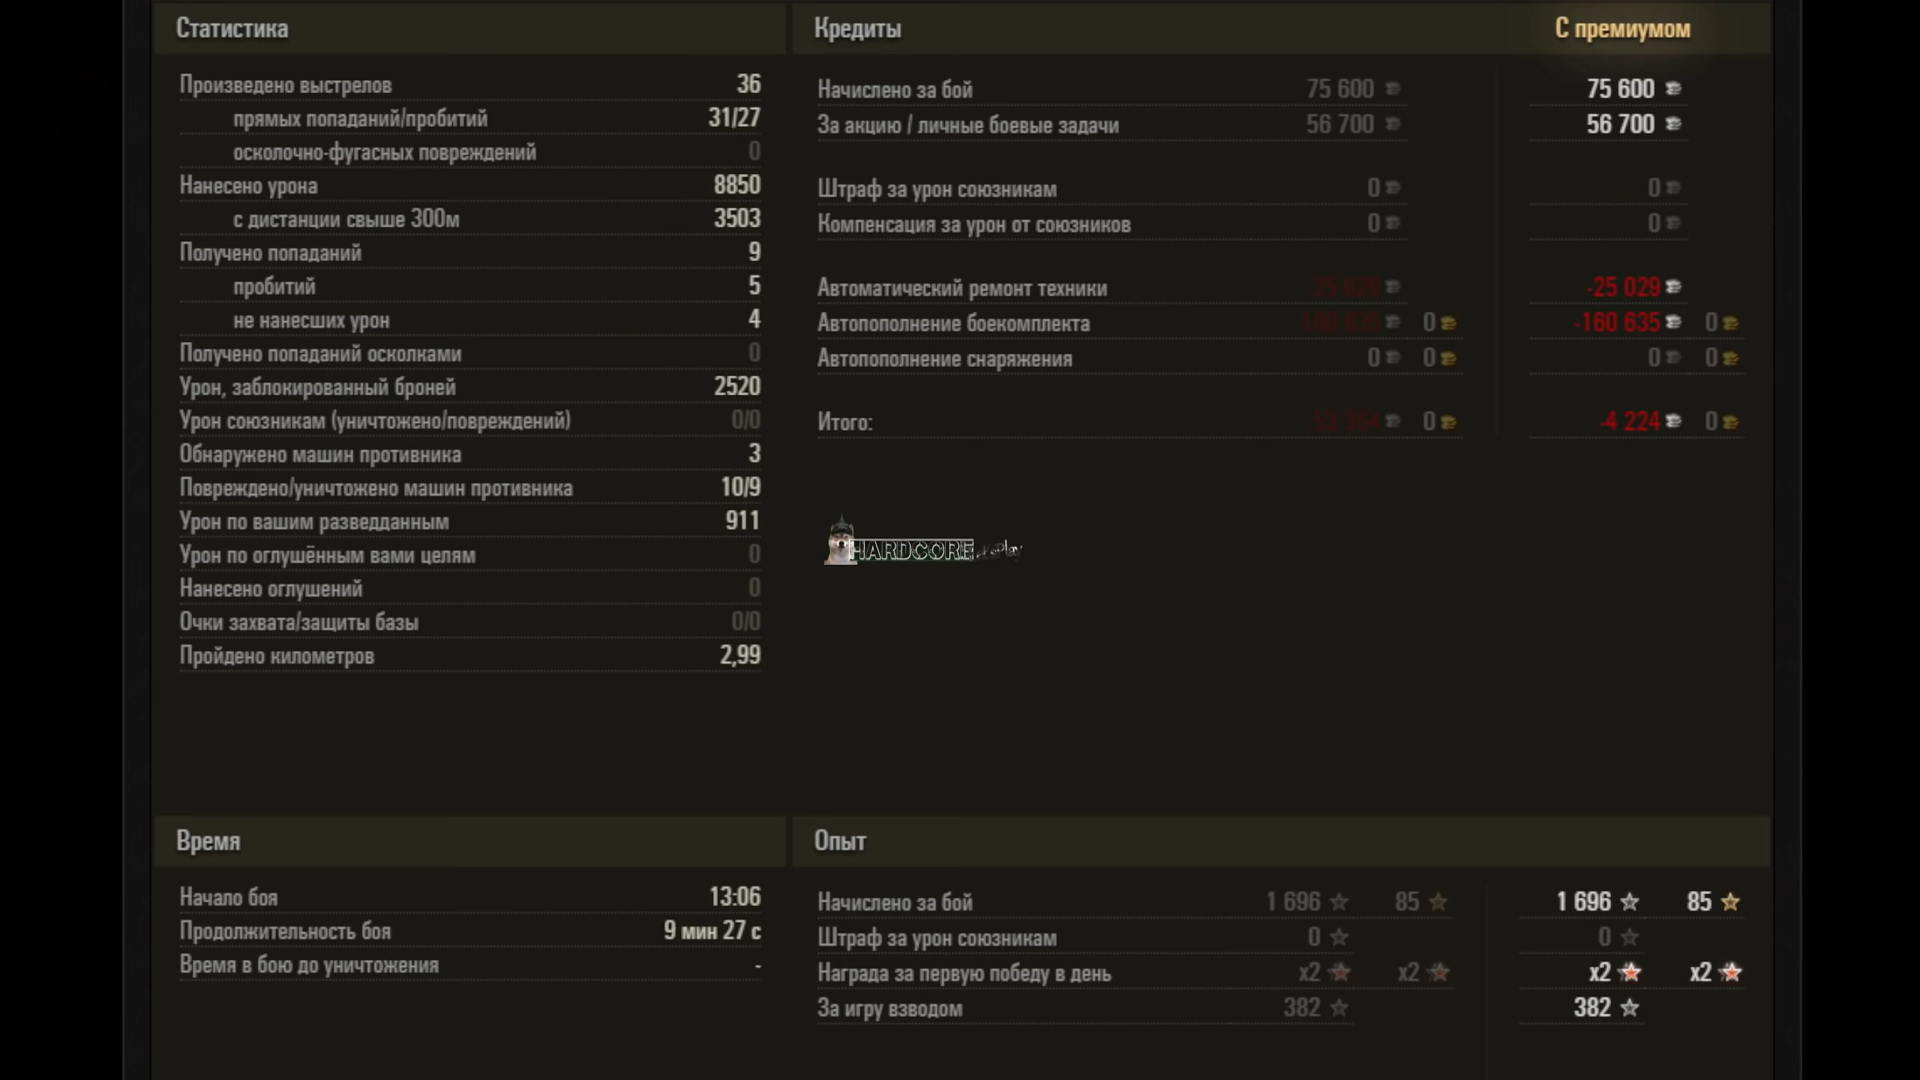 Статистика
Произведено выстрелов 36
прямых попаданий/пробитий 31/27
осколочно-фугасных повреждений 0
Нанесено урона 8850
с дистанции свыше 300м 3503
Получено попаданий 9
пробитий 5
не нанесших урон 4
Получено попаданий осколками 0
Урон, заблокированный броней 2520
Урон союзникам (уничтожено/повреждений) 0/0
Обнаружено машин противника 3
Повреждено/уничтожено машин противника 10/9
Урон по вашим разведданным 911
Урон по оглушённым вами целям 0
Нанесено оглушений 0
Очки захвата/защиты базы 0/0
Пройдено километров 2,99
Кредиты С премиумом
Начислено за бой 75 600 75 600
За акцию / личные боевые задачи 56 700 56 700
Штраф за урон союзникам 0 0
Компенсация за урон от союзников 0 0
Автоматический ремонт техники -25 029
Автопополнение боекомплекта 0 -160 635 0
Автопополнение снаряжения 0 0 0 0
Итого: 0 -4 224 0
HARDCORE
Время
Начало боя 13:06
Продолжительность боя 9 мин 27 с
Время в бою до уничтожения -
Опыт
Начислено за бой 1 696 85 1 696 85
Штраф за урон союзникам 0 0
Награда за первую победу в день x2 x2 x2 x2
За игру взводом 382 382